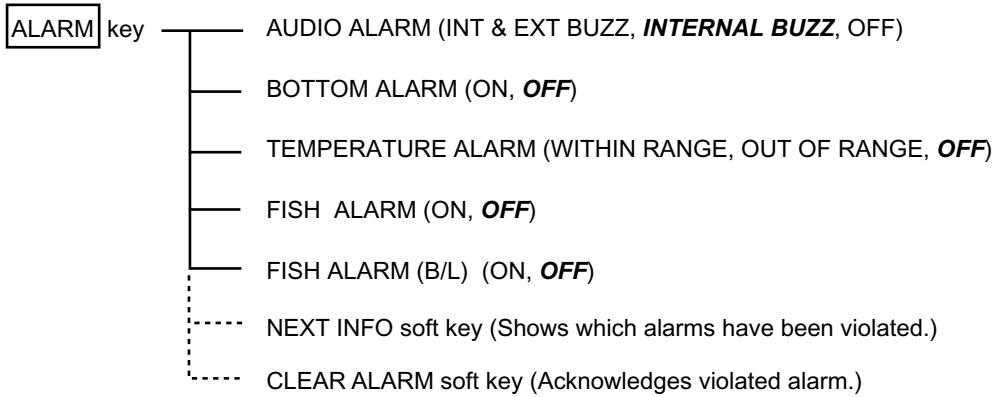 ALARM key AUDIO ALARM (INT & EXT BUZZ, INTERNAL BUZZ, OFF)
BOTTOM ALARM (ON, OFF)
TEMPERATURE ALARM (WITHIN RANGE, OUT OF RANGE, OFF)
FISH ALARM (ON, OFF)
FISH ALARM (B/L) (ON, OFF)
NEXT INFO soft key (Shows which alarms have been violated.)
CLEAR ALARM soft key (Acknowledges violated alarm.)